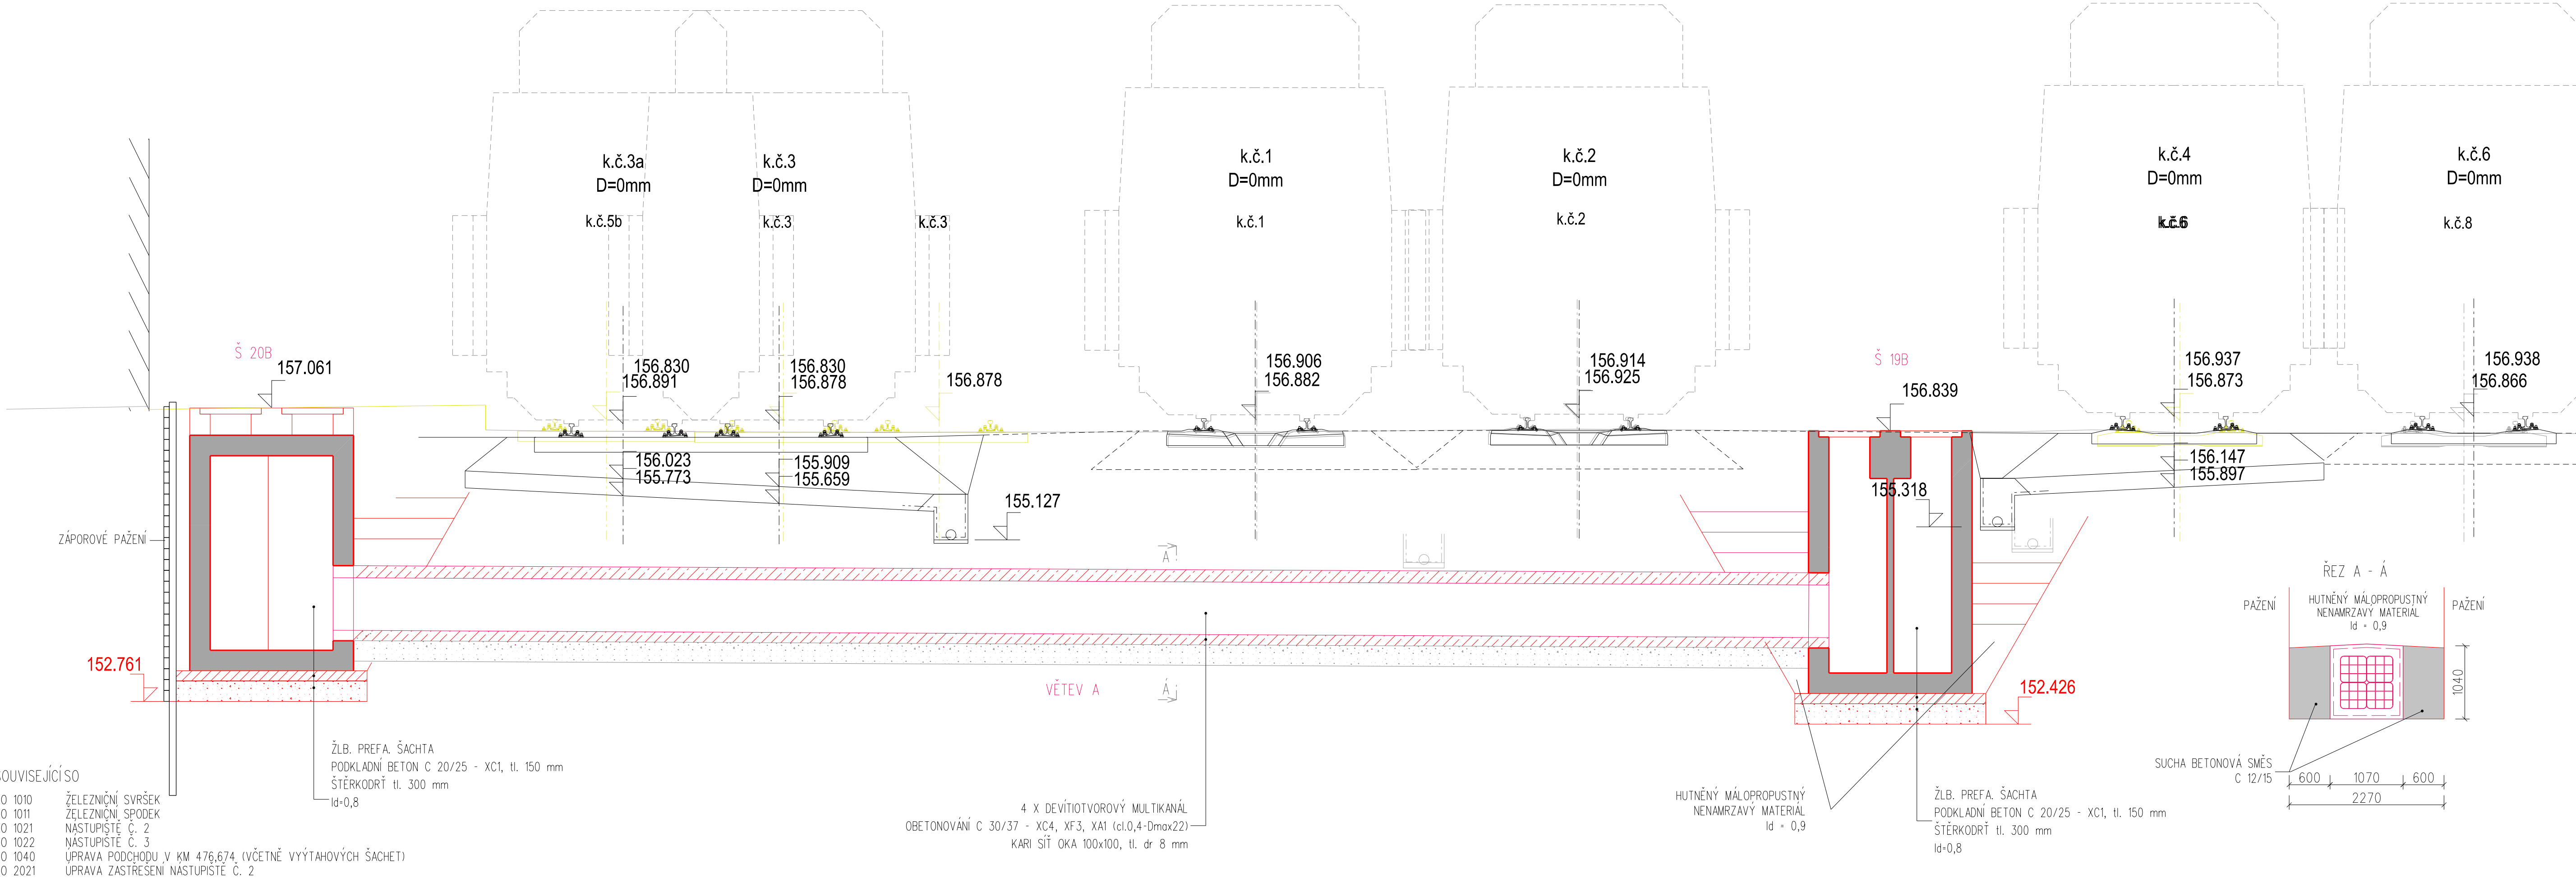 k.č.3a
D=0mm
k.č.5b
k.č.3
D=0mm
k.č.3
k.č.3
k.č.1
D=0mm
k.č.1
k.č.2
D=0mm
k.č.2
k.č.4
D=0mm
k.č.6
k.č.6
D=0mm
k.č.8
Š 20B
157.061
156.830
156.891
156.830
156.878
156.878
156.906
156.882
156.914
156.925
Š 19B
156.839
156.937
156.873
156.938
156.866
156.023
155.773
155.909
155.659
155.127
155.318
156.147
155.897
ZÁPOROVÉ PAŽENÍ
152.761
A
VĚTEV A
Á
152.426
ŘEZ A - Á
PAŽENÍ
HUTNĚNÝ MÁLOPROPUSTNÝ
NENAMRZAVÝ MATERIÁL
Id = 0,9
PAŽENÍ
1040
SUCHA BETONOVÁ SMĚS
C 12/15
600
1070
600
2270
ŽLB. PREFA. ŠACHTA
PODKLADNÍ BETON C 20/25 - XC1, tl. 150 mm
ŠTĚRKODRŤ tl. 300 mm
Id=0,8
4 X DEVÍTIOTVOROVÝ MULTIKANÁL
OBETONOVÁNÍ C 30/37 - XC4, XF3, XA1 (cl.0,4-Dmax22)
KARI SÍŤ OKA 100x100, tl. dr 8 mm
HUTNĚNÝ MÁLOPROPUSTNÝ
NENAMRZAVÝ MATERIÁL
Id = 0,9
ŽLB. PREFA. ŠACHTA
PODKLADNÍ BETON C 20/25 - XC1, tl. 150 mm
ŠTĚRKODRŤ tl. 300 mm
Id=0,8
SOUVISEJÍCÍ SO
O 1010 ŽELEZNIČNÍ SVRŠEK
O 1011 ŽELEZNIČNÍ SPODEK
O 1021 NÁSTUPIŠTĚ Č. 2
O 1022 NÁSTUPIŠTĚ Č. 3
O 1040 ÚPRAVA PODCHODU V KM 476,674 (VČETNĚ VYÝTAHOVÝCH ŠACHET)
O 2021 ÚPRAVA ZASTŘEŠENÍ NÁSTUPIŠTĚ Č. 2